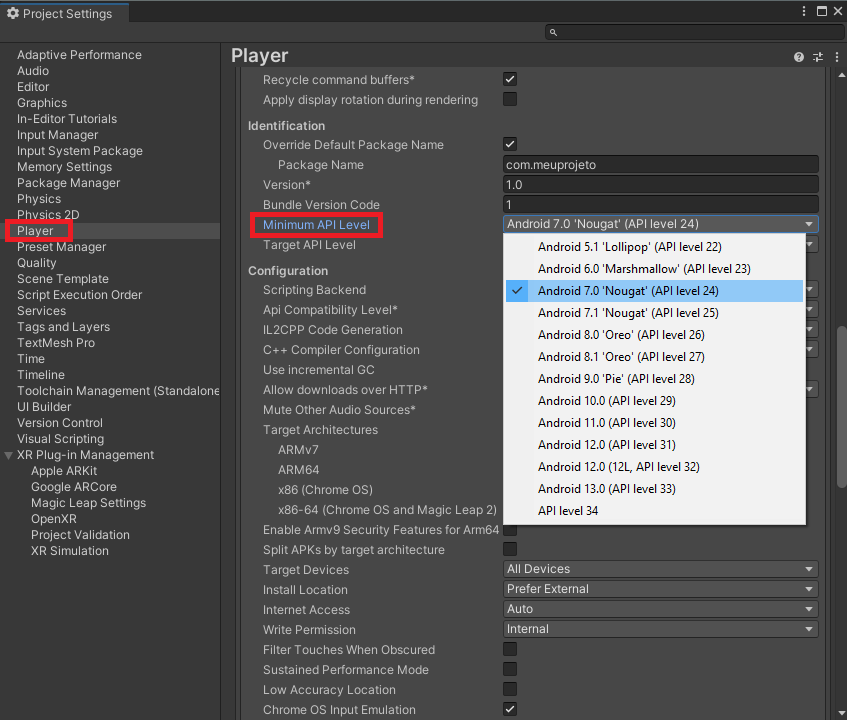 Project Settings
Adaptive Performance
Audio
Editor
Graphics
In-Editor Tutorials
Input Manager
Input System Package
Memory Settings
Package Manager
Physics
Physics 2D
Player
Preset Manager
Quality
Scene Template
Script Execution Order
Services
Tags and Layers
TextMesh Pro
Time
Timeline
Toolchain Management (Standalone
UI Builder
Version Control
Visual Scripting
XR Plug-in Management
Apple ARKit
Google ARCore
Magic Leap Settings
OpenXR
Project Validation
XR Simulation
Player
Recycle command buffers*
Apply display rotation during rendering
Identification
Override Default Package Name
Package Name com.meuprojeto
Version* 1.0
Bundle Version Code 1
Minimum API Level Android 7.0 'Nougat' (API level 24)
Target API Level
Configuration
Scripting Backend
Api Compatibility Level*
IL2CPP Code Generation
C++ Compiler Configuration
Use incremental GC
Allow downloads over HTTP*
Mute Other Audio Sources*
Target Architectures
ARMv7
ARM64
x86 (Chrome OS)
x86-64 (Chrome OS and Magic Leap 2)
Enable Armv9 Security Features for Arm64
Split APKs by target architecture
Target Devices All Devices
Install Location Prefer External
Internet Access Auto
Write Permission Internal
Filter Touches When Obscured
Sustained Performance Mode
Low Accuracy Location
Chrome OS Input Emulation
Android 5.1 'Lollipop' (API level 22)
Android 6.0 'Marshmallow' (API level 23)
Android 7.0 'Nougat' (API level 24)
Android 7.1 'Nougat' (API level 25)
Android 8.0 'Oreo' (API level 26)
Android 8.1 'Oreo' (API level 27)
Android 9.0 'Pie' (API level 28)
Android 10.0 (API level 29)
Android 11.0 (API level 30)
Android 12.0 (API level 31)
Android 12.0 (12L, API level 32)
Android 13.0 (API level 33)
API level 34